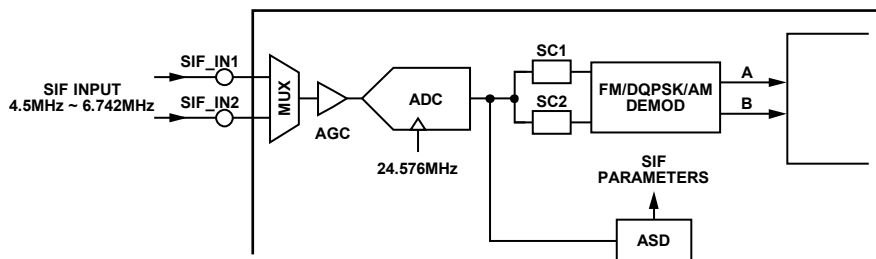 SIF INPUT
4.5MHz ~ 6.742MHz
SIF_IN1
SIF_IN2
MUX
AGC
ADC
24.576MHz
SC1
SC2
FM/DQPSK/AM
DEMOD
A
B
SIF
PARAMETERS
ASD